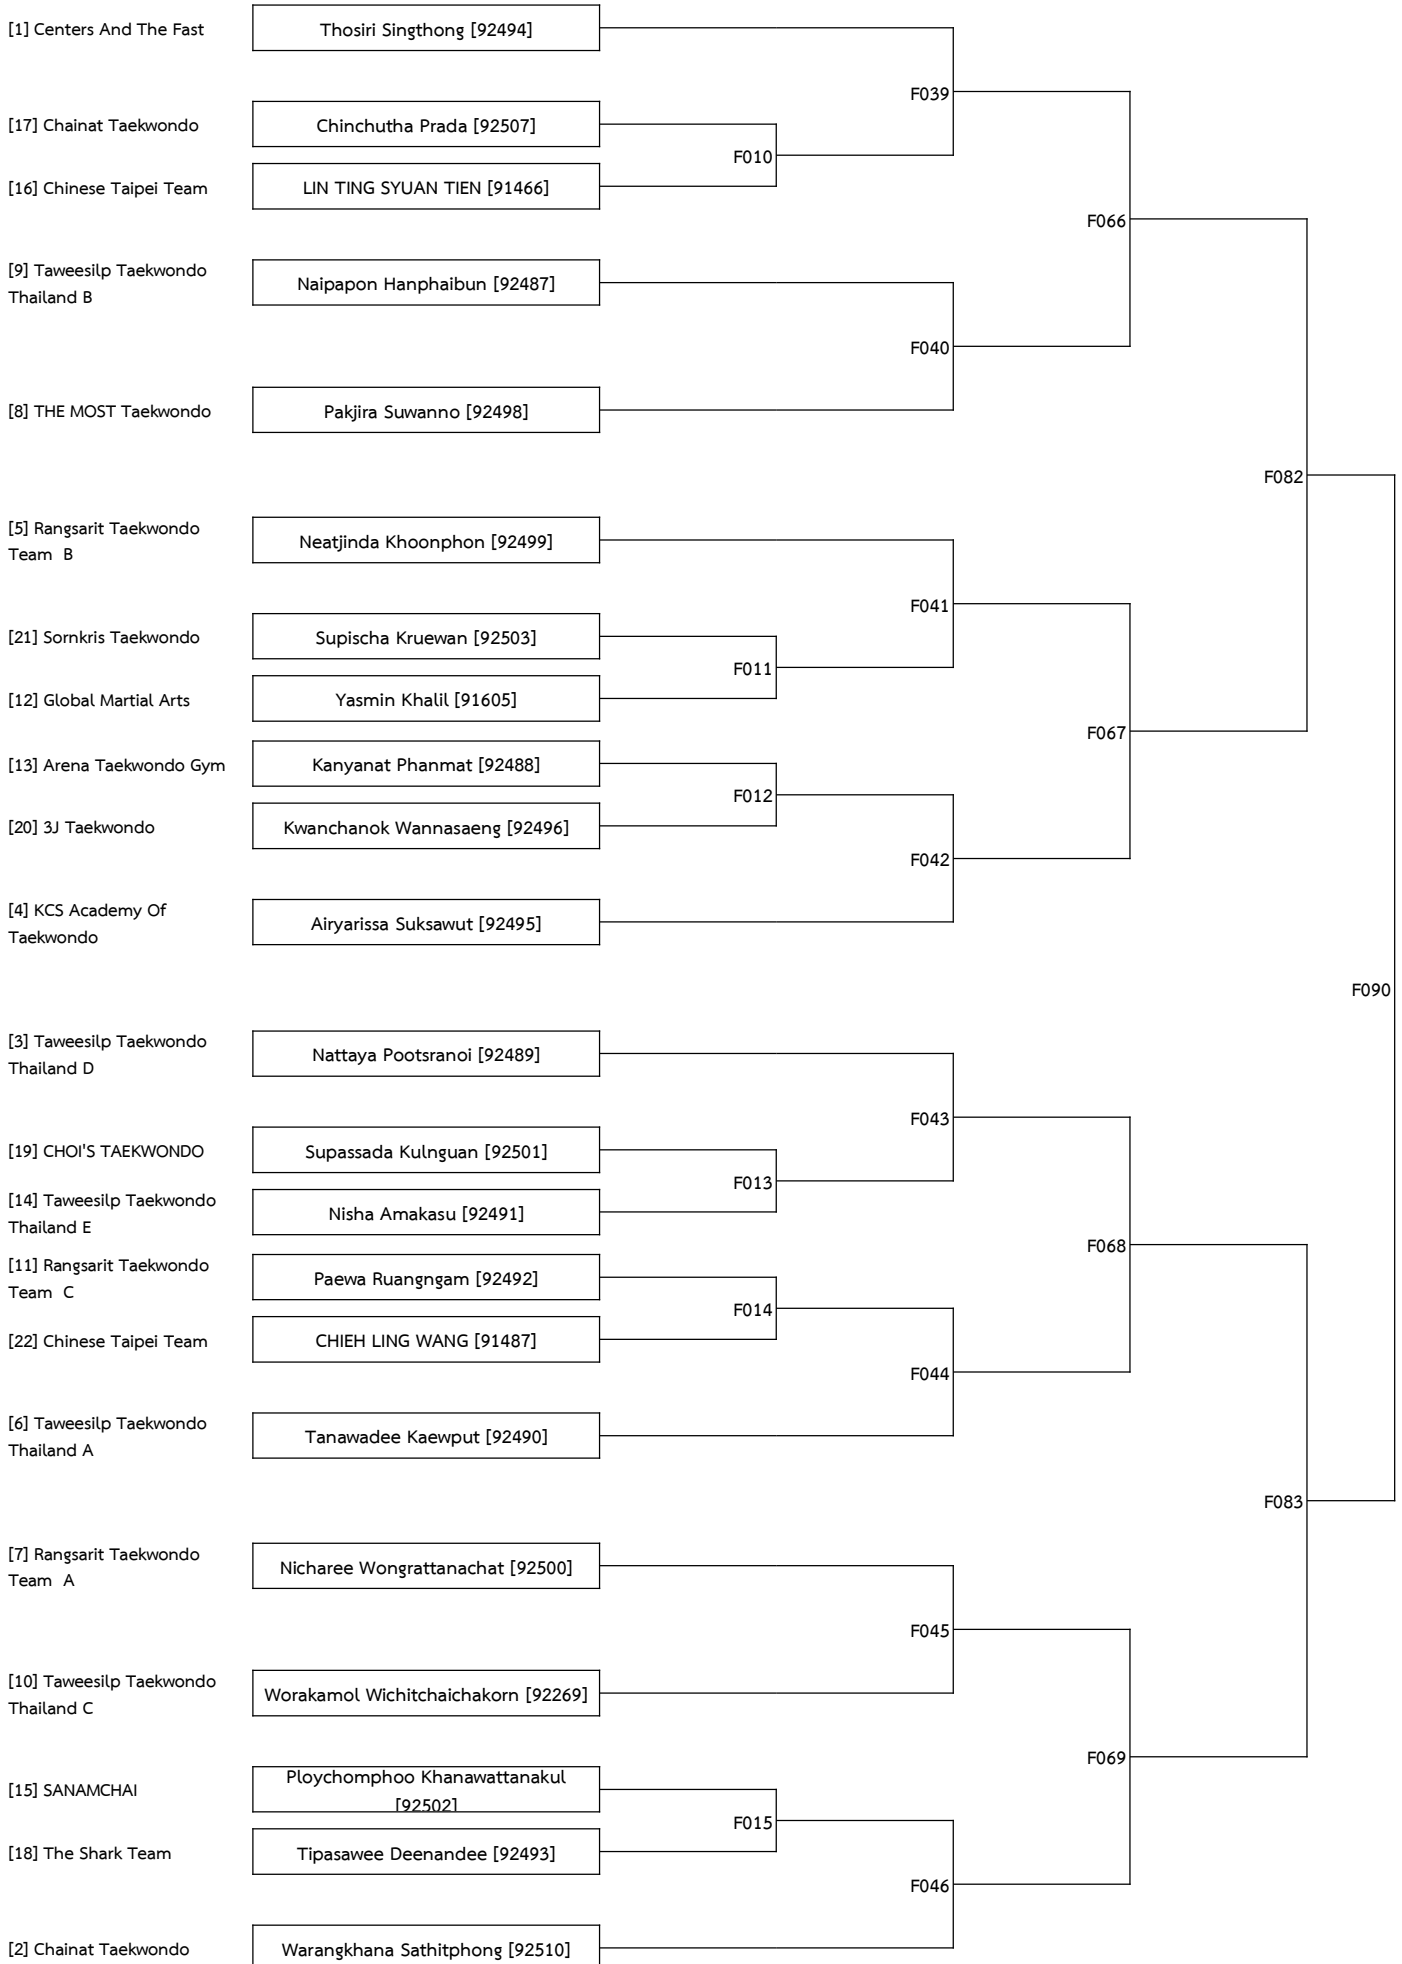 [1] Centers And The Fast
Thosiri Singthong [92494]
F039
[17] Chainat Taekwondo
Chinchutha Prada [92507]
F010
[16] Chinese Taipei Team
LIN TING SYUAN TIEN [91466]
F066
[9] Taweesilp Taekwondo
Thailand B
Naipapon Hanphaibun [92487]
F040
[8] THE MOST Taekwondo
Pakjira Suwanno [92498]
F082
[5] Rangsarit Taekwondo
Team B
Neatjinda Khoonphon [92499]
F041
[21] Sornkris Taekwondo
Supischa Kruewan [92503]
F011
[12] Global Martial Arts
Yasmin Khalil [91605]
F067
[13] Arena Taekwondo Gym
Kanyanat Phanmat [92488]
F012
[20] 3J Taekwondo
Kwanchanok Wannasaeng [92496]
F042
[4] KCS Academy Of
Taekwondo
Airyarissa Suksawut [92495]
F090
[3] Taweesilp Taekwondo
Thailand D
Nattaya Pootsranoi [92489]
F043
[19] CHOI'S TAEKWONDO
Supassada Kulnguan [92501]
F013
[14] Taweesilp Taekwondo
Thailand E
Nisha Amakasu [92491]
F068
[11] Rangsarit Taekwondo
Team C
Paewa Ruangngam [92492]
F014
[22] Chinese Taipei Team
CHIEH LING WANG [91487]
F044
[6] Taweesilp Taekwondo
Thailand A
Tanawadee Kaewput [92490]
F083
[7] Rangsarit Taekwondo
Team A
Nicharee Wongrattanachat [92500]
F045
[10] Taweesilp Taekwondo
Thailand C
Worakamol Wichitchaichakorn [92269]
F069
[15] SANAMCHAI
Ploychomphoo Khanawattanakul
[92502]
F015
[18] The Shark Team
Tipasawee Deenandee [92493]
F046
[2] Chainat Taekwondo
Warangkhana Sathitphong [92510]